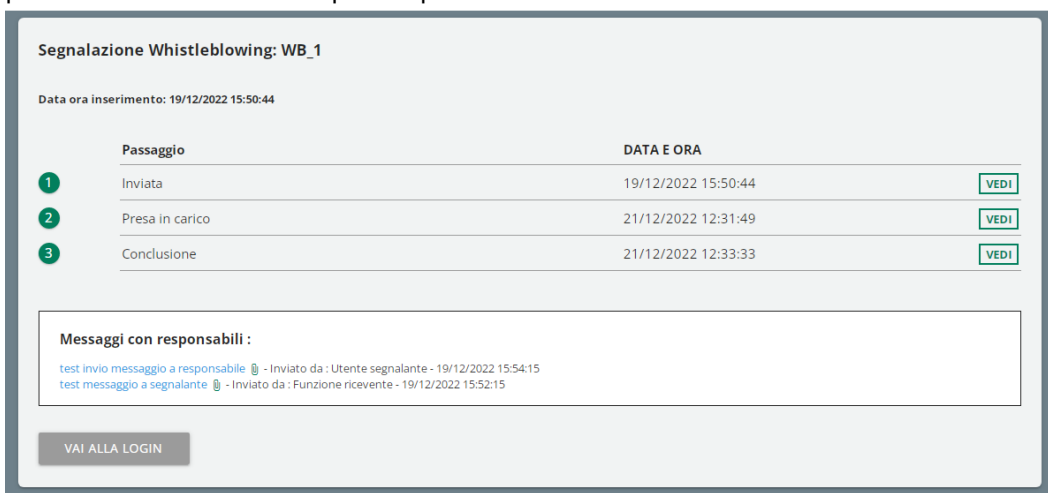 Segnalazione Whistleblowing: WB_1
Data ora inserimento: 19/12/2022 15:50:44
Passaggio DATA E ORA
1 Inviata 19/12/2022 15:50:44 VEDI
2 Presa in carico 21/12/2022 12:31:49 VEDI
3 Conclusione 21/12/2022 12:33:33 VEDI
Messaggi con responsabili :
test invio messaggio a responsabile - Inviato da : Utente segnalante - 19/12/2022 15:54:15
test messaggio a segnalante - Inviato da : Funzione ricevente - 19/12/2022 15:52:15
VAI ALLA LOGIN